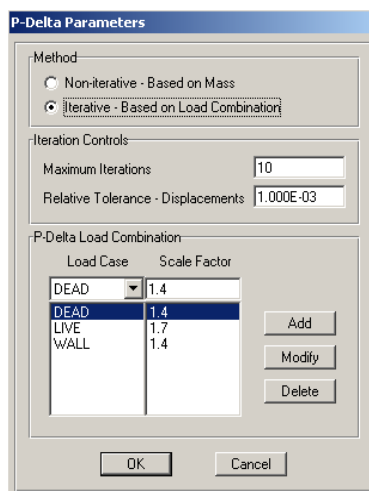 P-Delta Parameters
Method
Non-iterative - Based on Mass
Iterative - Based on Load Combination
Iteration Controls
Maximum Iterations 10
Relative Tolerance - Displacements 1.000E-03
P-Delta Load Combination
Load Case Scale Factor
DEAD 1.4
DEAD 1.4
LIVE 1.7
WALL 1.4
Add
Modify
Delete
OK Cancel